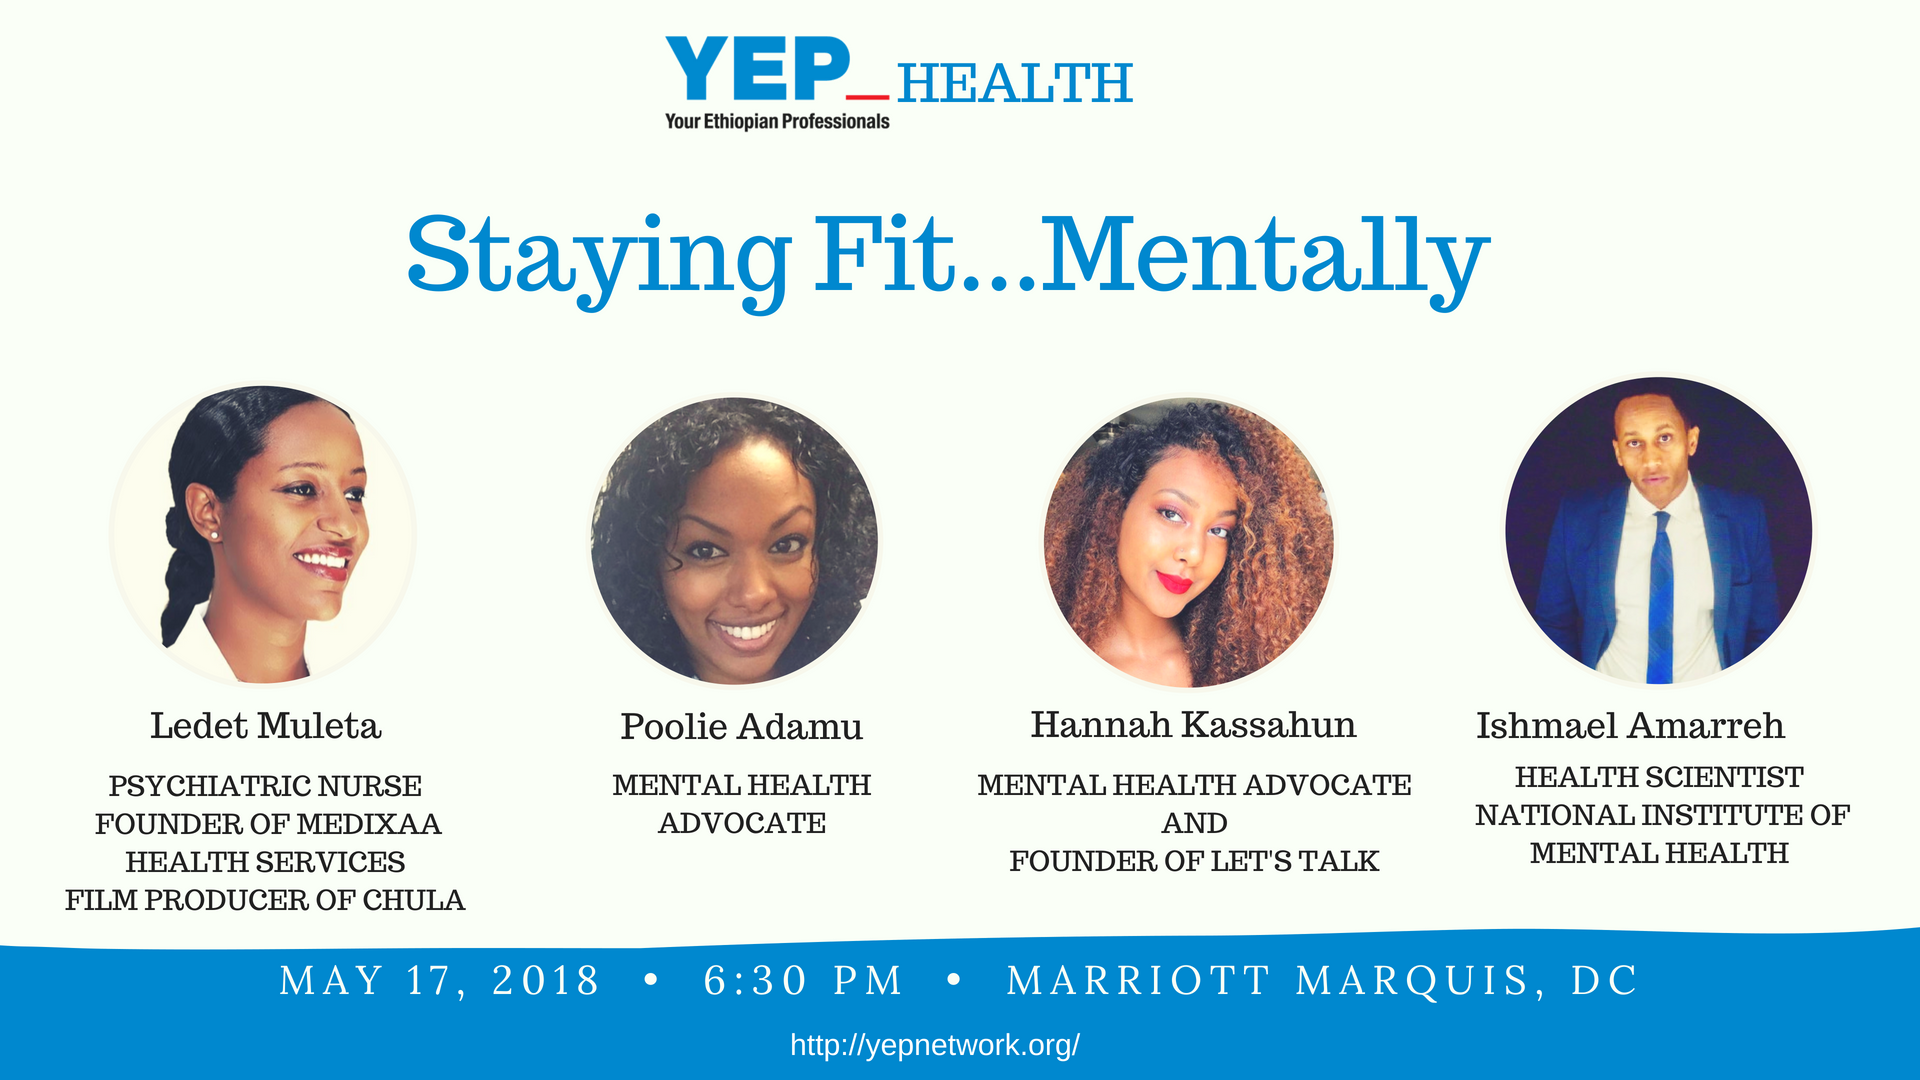 YEP_HEALTH
Your Ethiopian Professionals
Staying Fit...Mentally
Ledet Muleta
PSYCHIATRIC NURSE
FOUNDER OF MEDIXAA
HEALTH SERVICES
FILM PRODUCER OF CHULA
Poolie Adamu
MENTAL HEALTH
ADVOCATE
Hannah Kassahun
MENTAL HEALTH ADVOCATE
AND
FOUNDER OF LET'S TALK
Ishmael Amarreh
HEALTH SCIENTIST
NATIONAL INSTITUTE OF
MENTAL HEALTH
MAY 17, 2018 • 6:30 PM • MARRIOTT MARQUIS, DC
http://yepnetwork.org/